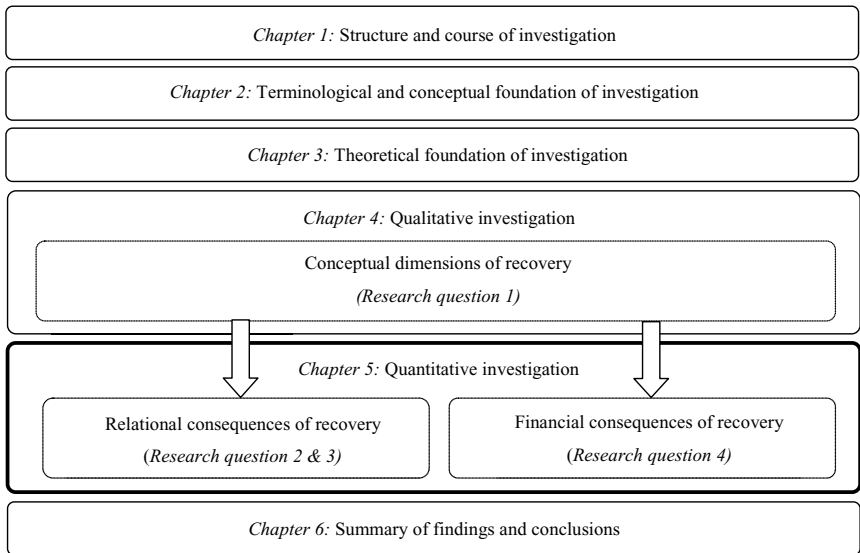 Chapter 1: Structure and course of investigation
Chapter 2: Terminological and conceptual foundation of investigation
Chapter 3: Theoretical foundation of investigation
Chapter 4: Qualitative investigation
Conceptual dimensions of recovery
(Research question 1)
Chapter 5: Quantitative investigation
Relational consequences of recovery
(Research question 2 & 3)
Financial consequences of recovery
(Research question 4)
Chapter 6: Summary of findings and conclusions